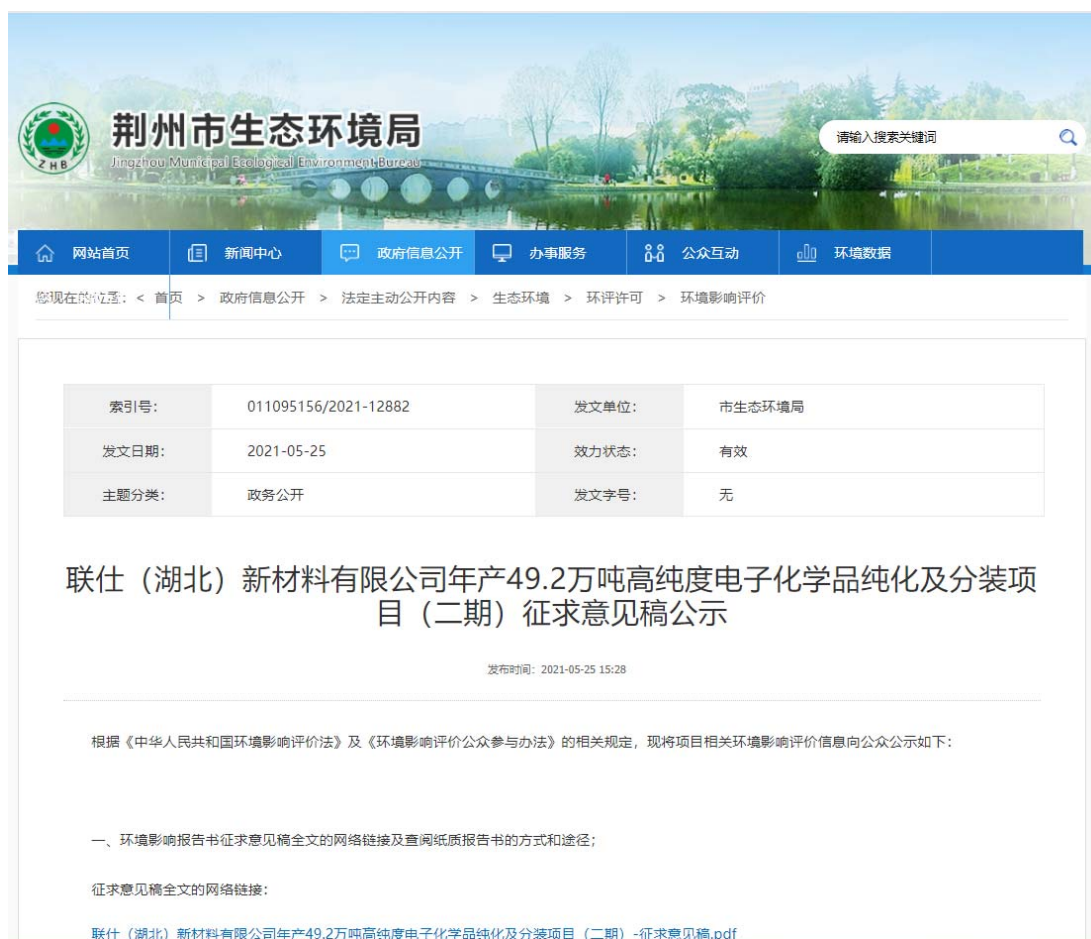 荆州市生态环境局
Jingzhou Municipal Ecological Environment Bureau
ZHB
请输入搜素关键词
网站首页 新闻中心 政府信息公开 办事服务 公众互动 环境数据
您现在的位置: < 首页 > 政府信息公开 > 法定主动公开内容 > 生态环境 > 环评许可 > 环境影响评价
索引号: 011095156/2021-12882 发文单位: 市生态环境局
发文日期: 2021-05-25 效力状态: 有效
主题分类: 政务公开 发文字号: 无
联仕（湖北）新材料有限公司年产49.2万吨高纯度电子化学品纯化及分装项
目（二期）征求意见稿公示
发布时间: 2021-05-25 15:28
根据《中华人民共和国环境影响评价法》及《环境影响评价公众参与办法》的相关规定，现将项目相关环境影响评价信息向公众公示如下：
一、环境影响报告书征求意见稿全文的网络链接及查阅纸质报告书的方式和途径；
征求意见稿全文的网络链接：
联仕（湖北）新材料有限公司年产49.2万吨高纯度电子化学品纯化及分装项目（二期）-征求意见稿.pdf